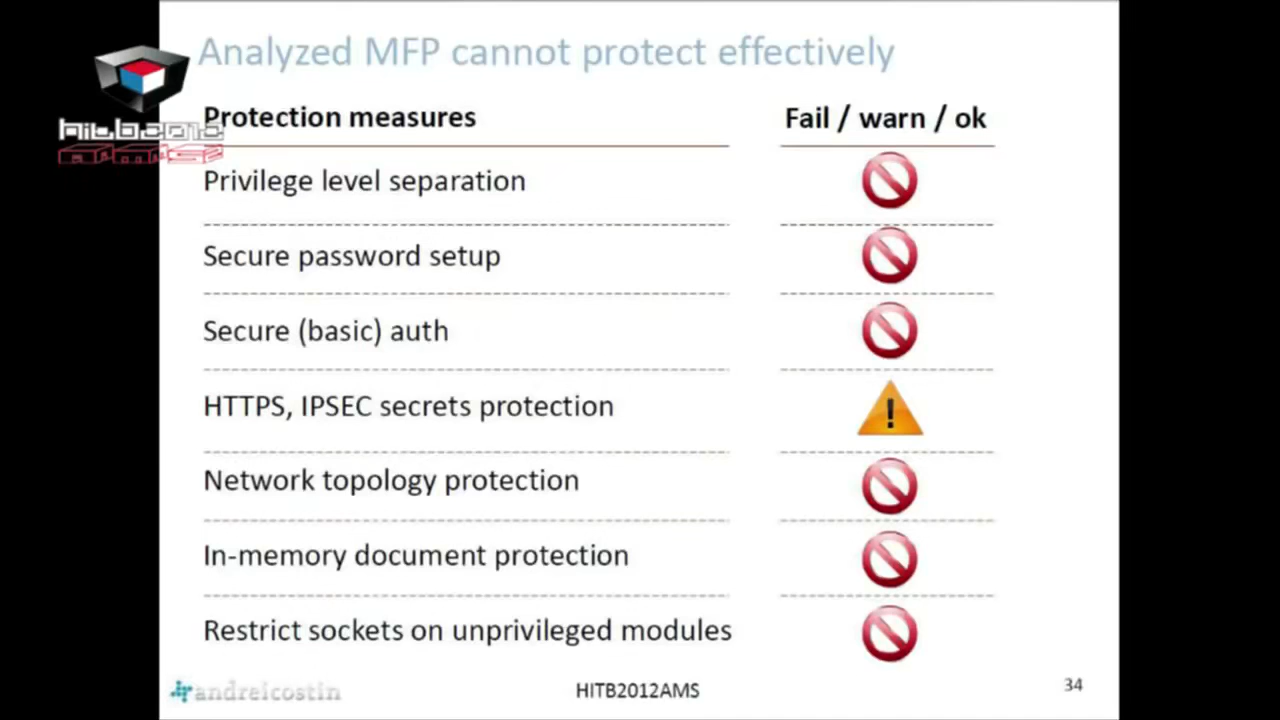 Analyzed MFP cannot protect effectively
hitb2012
AMS
Protection measures Fail / warn / ok
Privilege level separation
Secure password setup
Secure (basic) auth
HTTPS, IPSEC secrets protection
!
Network topology protection
In-memory document protection
Restrict sockets on unprivileged modules
andreicostin HITB2012AMS 34